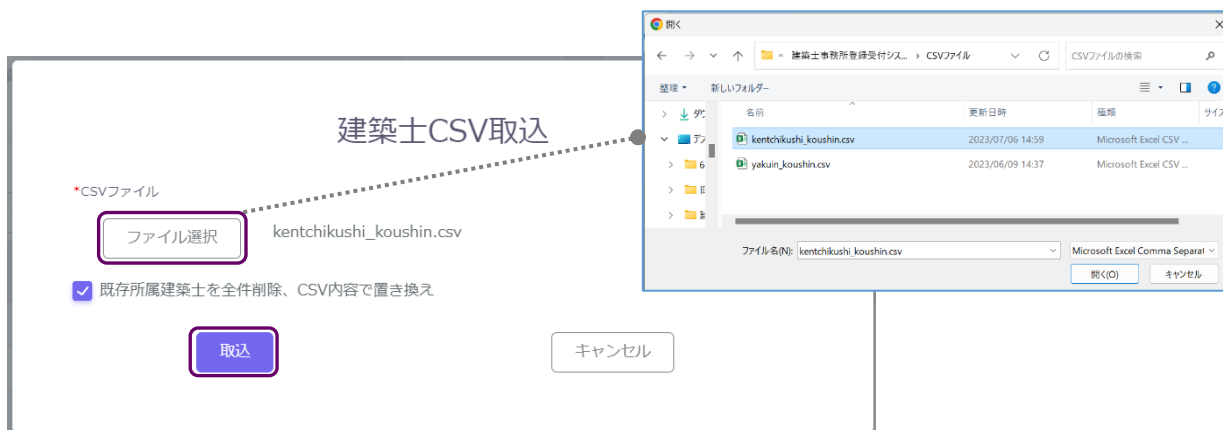 建築士CSV取込
*CSVファイル
ファイル選択
kentchikushi_koushin.csv
既存所属建築士を全件削除、CSV内容で置き換え
取込
キャンセル
開く
建築士事務所登録受付シス... › CSVファイル
CSVファイルの検索
整理
新しいフォルダー
名前
更新日時
種類
サイズ
kentchikushi_koushin.csv
2023/07/06 14:59
Microsoft Excel CSV ...
yakuin_koushin.csv
2023/06/09 14:37
Microsoft Excel CSV ...
6
旧
ファイル名(N):
kentchikushi_koushin.csv
Microsoft Excel Comma Separat
開く(O)
キャンセル